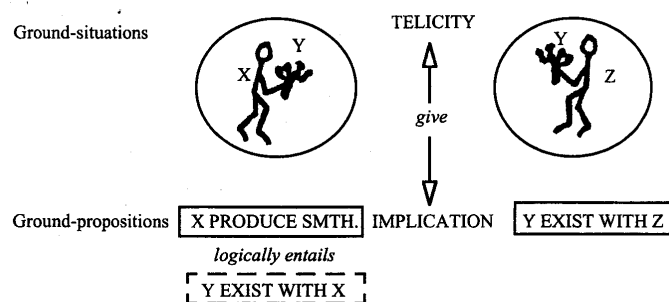 Ground-situations
TELICITY
X
Y
Y
Z
give
Ground-propositions
X PRODUCE SMTH.
IMPLICATION
Y EXIST WITH Z
logically entails
Y EXIST WITH X